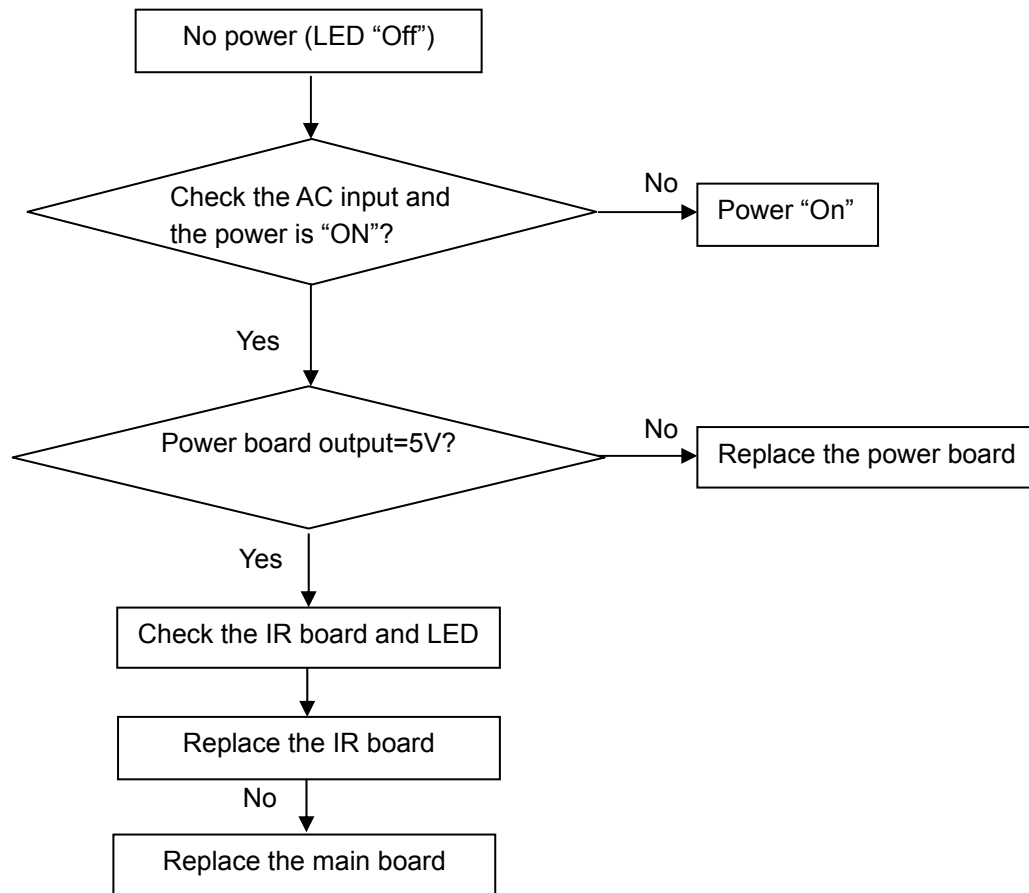 No power (LED “Off”)
Check the AC input and
the power is “ON”?
No
Power “On”
Yes
Power board output=5V?
No
Replace the power board
Yes
Check the IR board and LED
Replace the IR board
No
Replace the main board